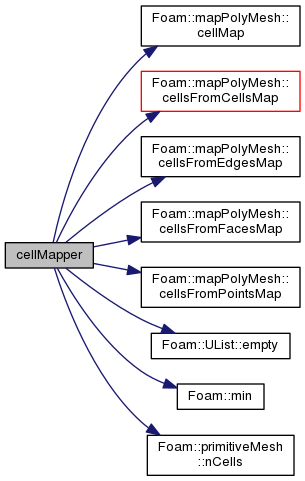 Foam::mapPolyMesh::
cellMap
Foam::mapPolyMesh::
cellsFromCellsMap
Foam::mapPolyMesh::
cellsFromEdgesMap
Foam::mapPolyMesh::
cellsFromFacesMap
cellMapper
Foam::mapPolyMesh::
cellsFromPointsMap
Foam::UList::empty
Foam::min
Foam::primitiveMesh
::nCells